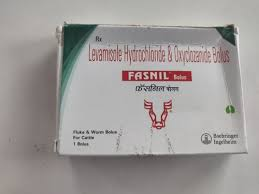 Rx
Levamisole Hydrochloride & Oxyclozanide Bolus
FASNIL Bolus
फॅसनिल बोलस
Fluke & Worm Bolus
For Cattle
1 Bolus
Boehringer
Ingelheim